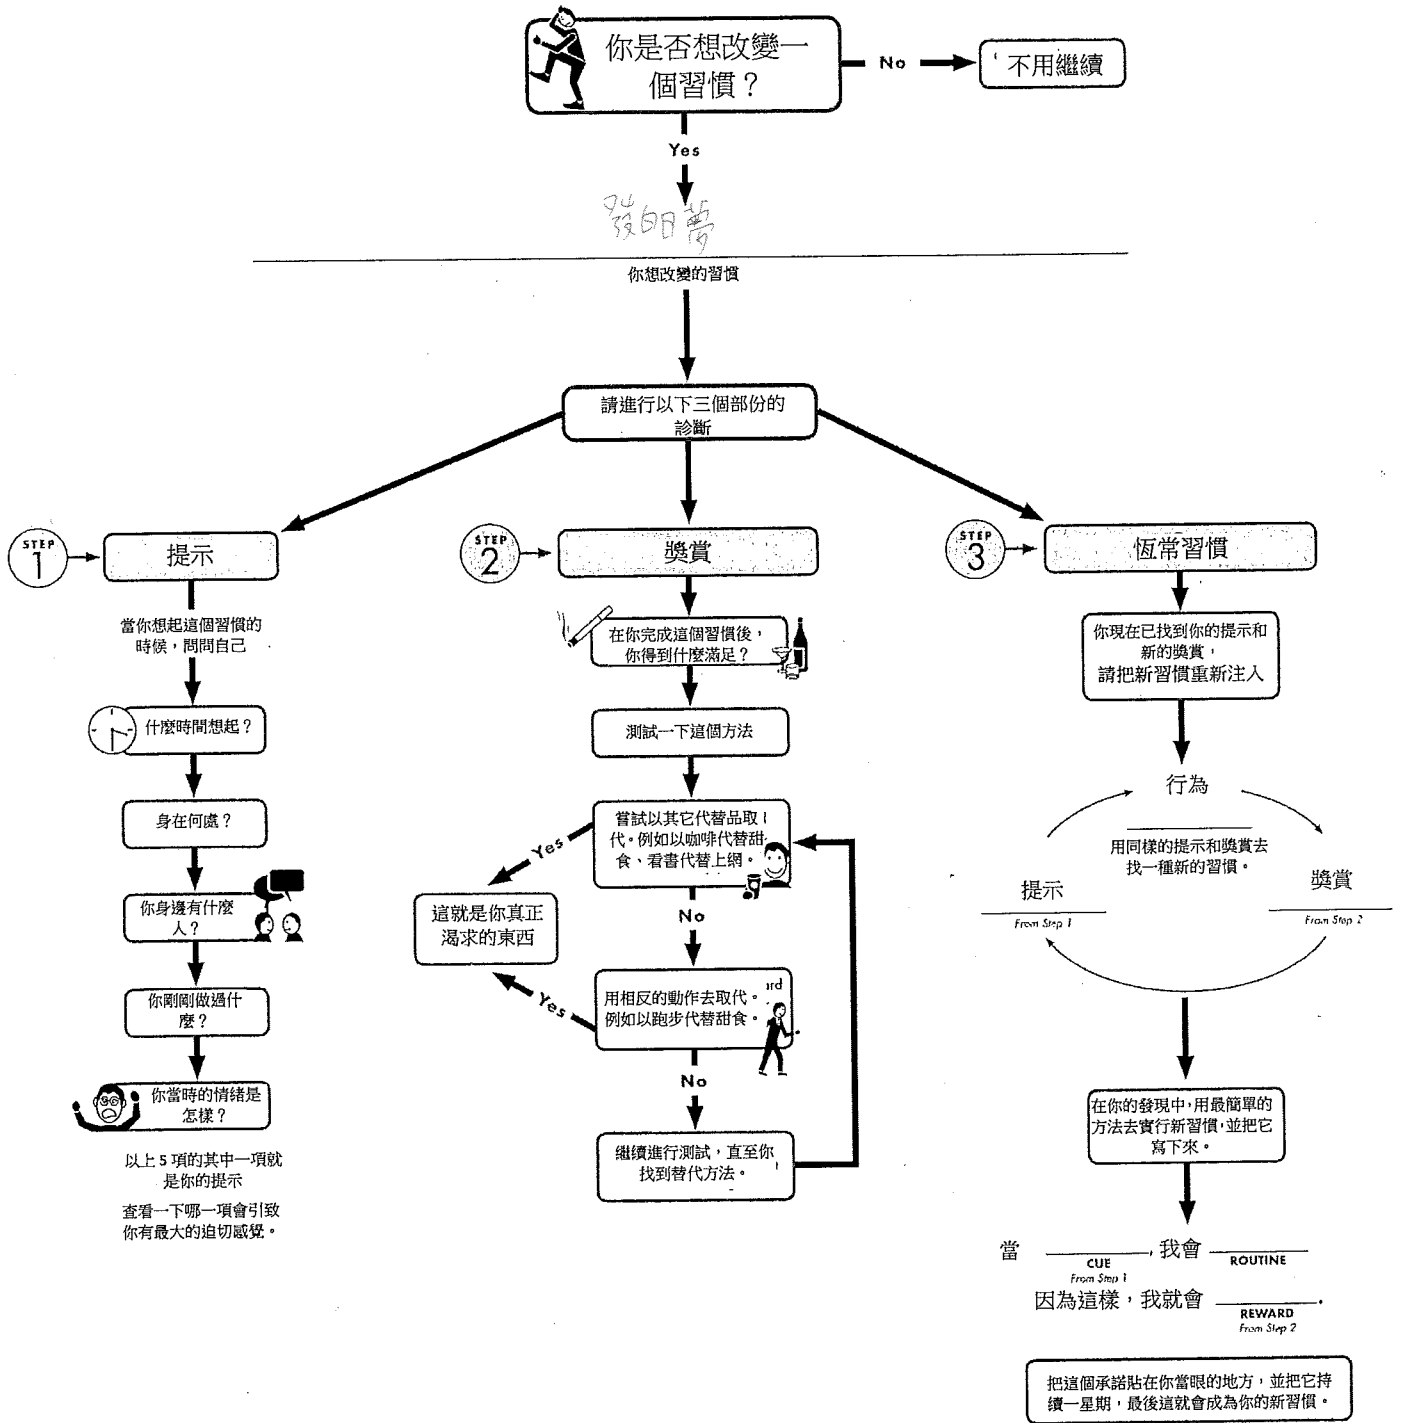 你是否想改變一
個習慣？
No
不用繼續
Yes
發白日夢
你想改變的習慣
請進行以下三個部份的
診斷
STEP
1
提示
當你想起這個習慣的
時候，問問自己
什麼時間想起？
身在何處？
你身邊有什麼
人？
你剛剛做過什
麼？
你當時的情緒是
怎樣？
以上 5 項的其中一項就
是你的提示
查看一下哪一項會引致
你有最大的迫切感覺。
STEP
2
獎賞
在你完成這個習慣後，
你得到什麼滿足？
測試一下這個方法
嘗試以其它代替品取
代。例如以咖啡代替甜
食、看書代替上網。
Yes
這就是你真正
渴求的東西
No
用相反的動作去取代。
例如以跑步代替甜食。
rd
Yes
No
繼續進行測試，直至你
找到替代方法。
STEP
3
恆常習慣
你現在已找到你的提示和
新的獎賞，
請把新習慣重新注入
行為
用同樣的提示和獎賞去
找一種新的習慣。
提示
From Step 1
獎賞
From Step 2
在你的發現中，用最簡單的
方法去實行新習慣，並把它
寫下來。
當 ，我會
CUE
From Step 1
ROUTINE
因為這樣，我就會 .
REWARD
From Step 2
把這個承諾貼在你當眼的地方，並把它持
續一星期，最後這就會成為你的新習慣。